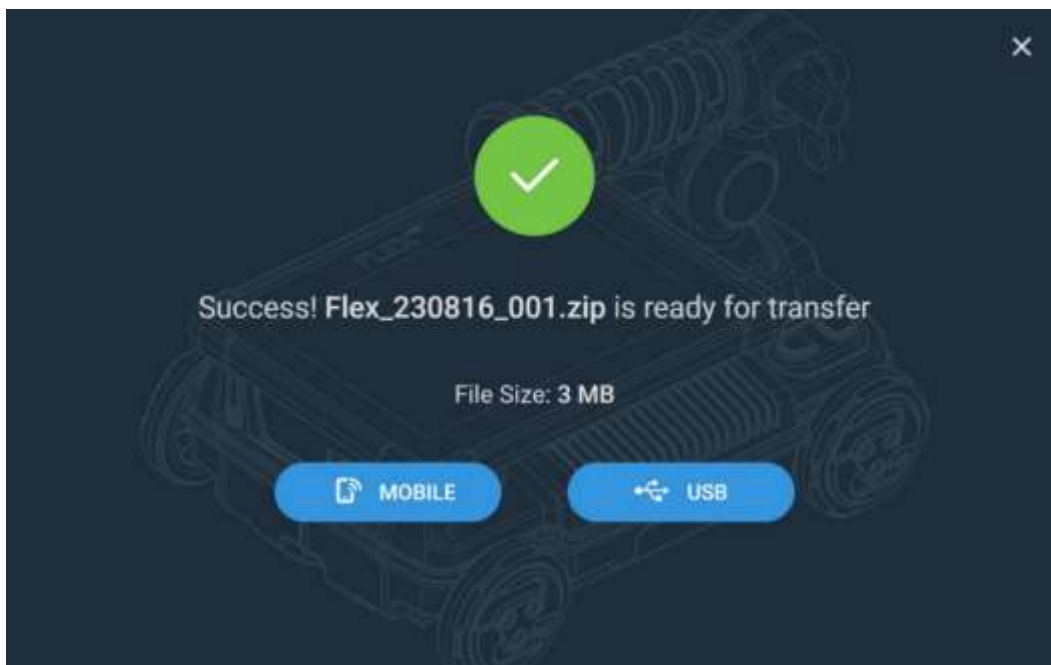 Success! Flex_230816_001.zip is ready for transfer
File Size: 3 MB
MOBILE
USB